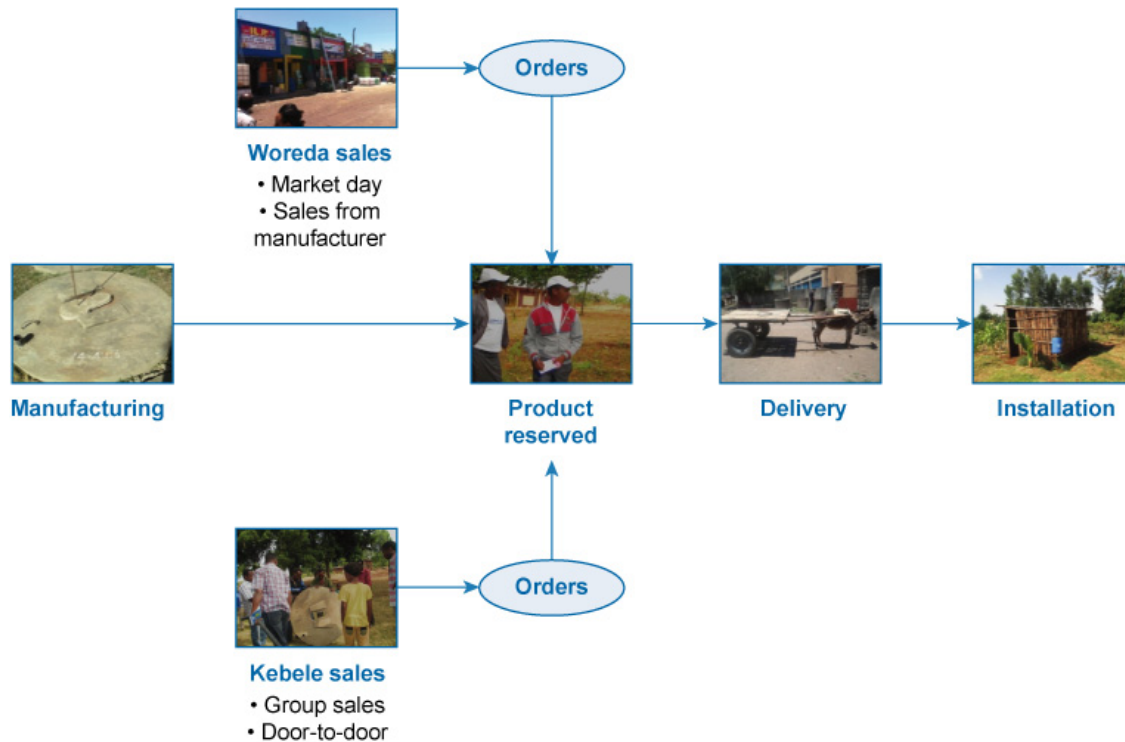 Orders
Woreda sales
• Market day
• Sales from
manufacturer
Manufacturing
Product
reserved
Delivery
Installation
Orders
Kebele sales
• Group sales
• Door-to-door